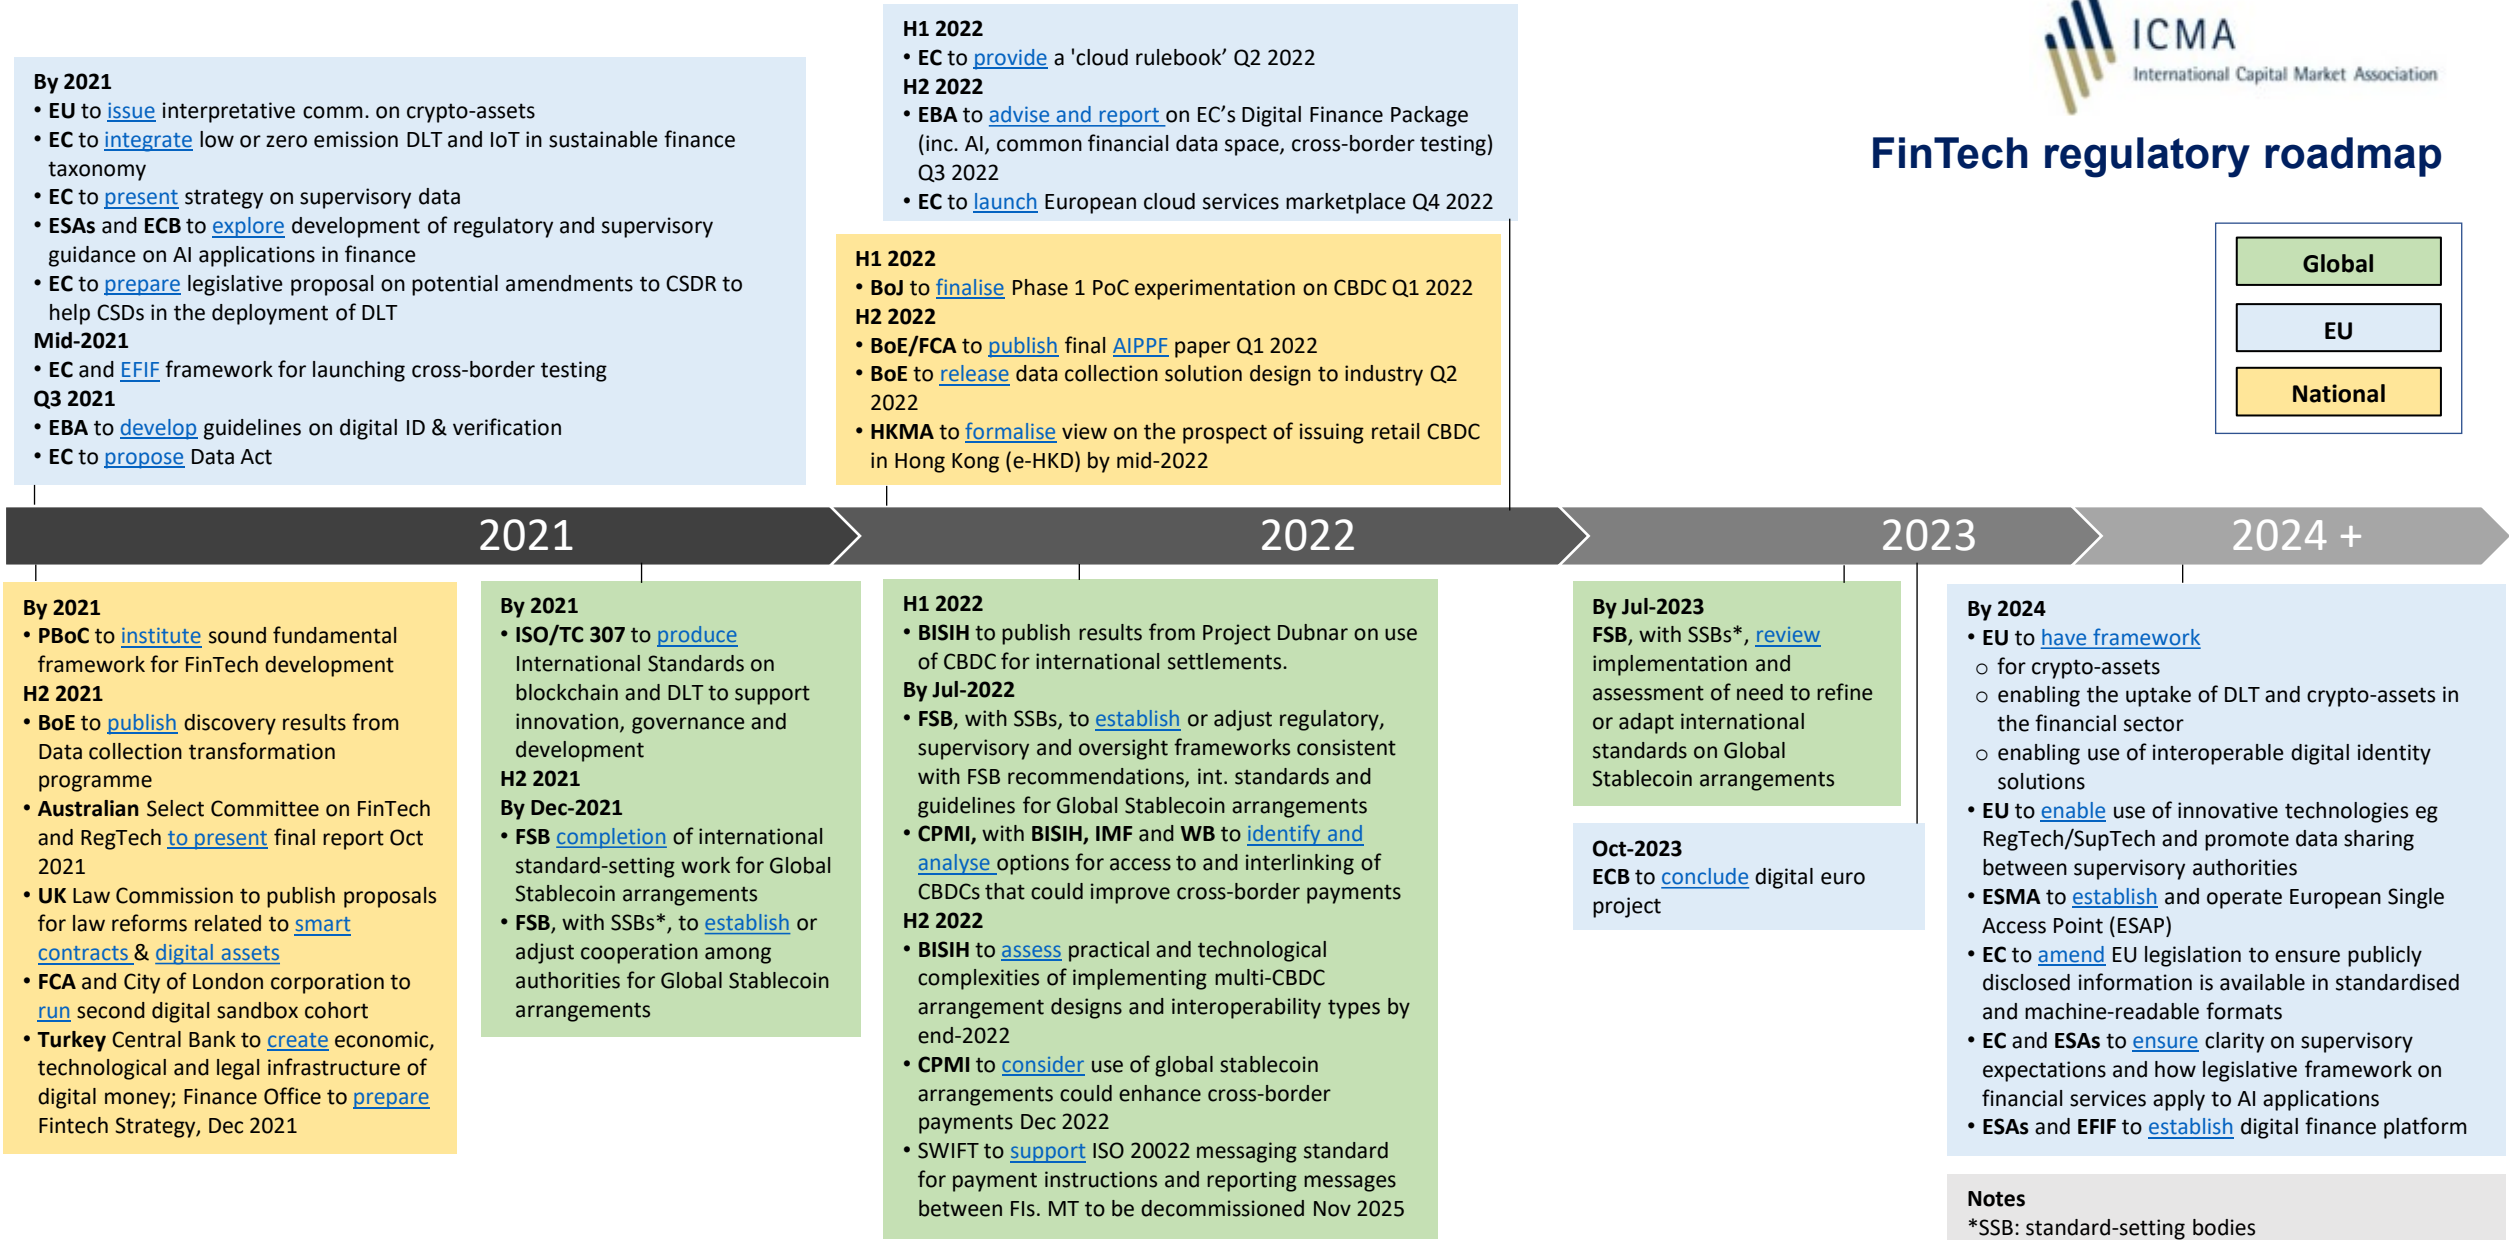 ICMA
International Capital Market Association
FinTech regulatory roadmap
Global
EU
National
By 2021
• EU to issue interpretative comm. on crypto-assets
• EC to integrate low or zero emission DLT and IoT in sustainable finance
taxonomy
• EC to present strategy on supervisory data
• ESAs and ECB to explore development of regulatory and supervisory
guidance on AI applications in finance
• EC to prepare legislative proposal on potential amendments to CSDR to
help CSDs in the deployment of DLT
Mid-2021
• EC and EFIF framework for launching cross-border testing
Q3 2021
• EBA to develop guidelines on digital ID & verification
• EC to propose Data Act
H1 2022
• EC to provide a 'cloud rulebook’ Q2 2022
H2 2022
• EBA to advise and report on EC’s Digital Finance Package
(inc. AI, common financial data space, cross-border testing)
Q3 2022
• EC to launch European cloud services marketplace Q4 2022
H1 2022
• BoJ to finalise Phase 1 PoC experimentation on CBDC Q1 2022
H2 2022
• BoE/FCA to publish final AIPPF paper Q1 2022
• BoE to release data collection solution design to industry Q2
2022
• HKMA to formalise view on the prospect of issuing retail CBDC
in Hong Kong (e-HKD) by mid-2022
2021
2022
2023
2024 +
By 2021
• PBoC to institute sound fundamental
framework for FinTech development
H2 2021
• BoE to publish discovery results from
Data collection transformation
programme
• Australian Select Committee on FinTech
and RegTech to present final report Oct
2021
• UK Law Commission to publish proposals
for law reforms related to smart
contracts & digital assets
• FCA and City of London corporation to
run second digital sandbox cohort
• Turkey Central Bank to create economic,
technological and legal infrastructure of
digital money; Finance Office to prepare
Fintech Strategy, Dec 2021
By 2021
• ISO/TC 307 to produce
International Standards on
blockchain and DLT to support
innovation, governance and
development
H2 2021
By Dec-2021
• FSB completion of international
standard-setting work for Global
Stablecoin arrangements
• FSB, with SSBs*, to establish or
adjust cooperation among
authorities for Global Stablecoin
arrangements
H1 2022
• BISIH to publish results from Project Dubnar on use
of CBDC for international settlements.
By Jul-2022
• FSB, with SSBs, to establish or adjust regulatory,
supervisory and oversight frameworks consistent
with FSB recommendations, int. standards and
guidelines for Global Stablecoin arrangements
• CPMI, with BISIH, IMF and WB to identify and
analyse options for access to and interlinking of
CBDCs that could improve cross-border payments
H2 2022
• BISIH to assess practical and technological
complexities of implementing multi-CBDC
arrangement designs and interoperability types by
end-2022
• CPMI to consider use of global stablecoin
arrangements could enhance cross-border
payments Dec 2022
• SWIFT to support ISO 20022 messaging standard
for payment instructions and reporting messages
between FIs. MT to be decommissioned Nov 2025
By Jul-2023
FSB, with SSBs*, review
implementation and
assessment of need to refine
or adapt international
standards on Global
Stablecoin arrangements
Oct-2023
ECB to conclude digital euro
project
By 2024
• EU to have framework
o for crypto-assets
o enabling the uptake of DLT and crypto-assets in
the financial sector
o enabling use of interoperable digital identity
solutions
• EU to enable use of innovative technologies eg
RegTech/SupTech and promote data sharing
between supervisory authorities
• ESMA to establish and operate European Single
Access Point (ESAP)
• EC to amend EU legislation to ensure publicly
disclosed information is available in standardised
and machine-readable formats
• EC and ESAs to ensure clarity on supervisory
expectations and how legislative framework on
financial services apply to AI applications
• ESAs and EFIF to establish digital finance platform
Notes
*SSB: standard-setting bodies